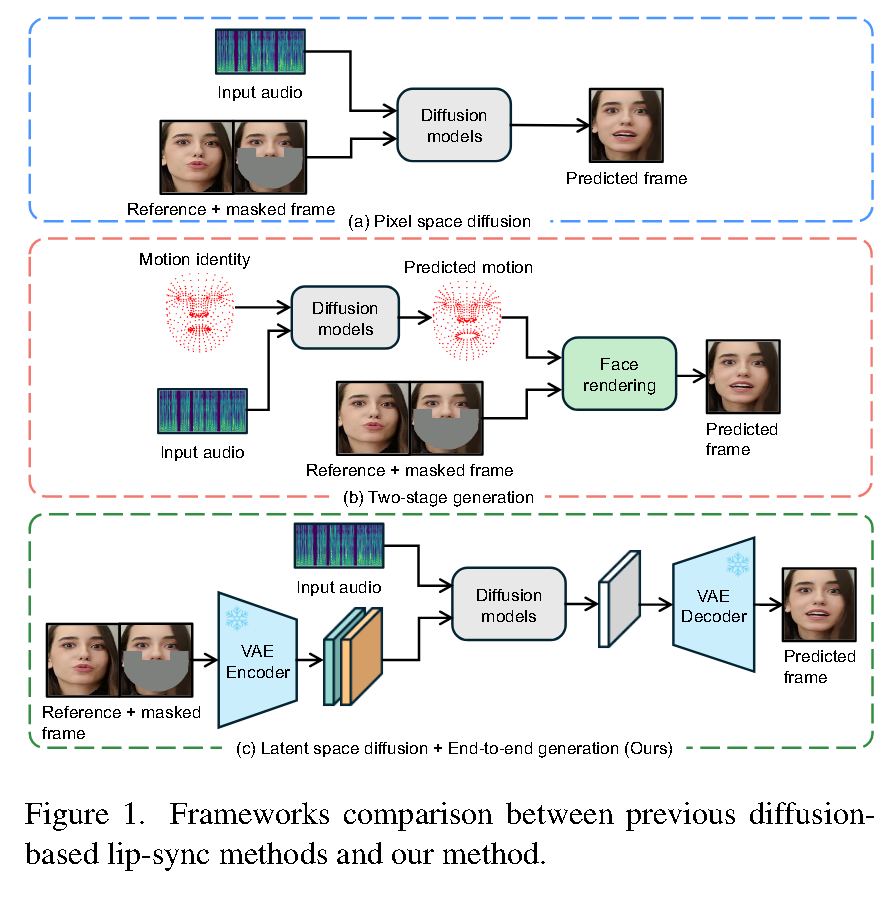 Input audio
Diffusion
models
Reference + masked frame
Predicted frame
(a) Pixel space diffusion
Motion identity
Predicted motion
Diffusion
models
Input audio
Face
rendering
Reference + masked frame
Predicted
frame
(b) Two-stage generation
Input audio
VAE
Encoder
Diffusion
models
VAE
Decoder
Reference + masked
frame
Predicted
frame
(c) Latent space diffusion + End-to-end generation (Ours)
Figure 1. Frameworks comparison between previous diffusion-
based lip-sync methods and our method.